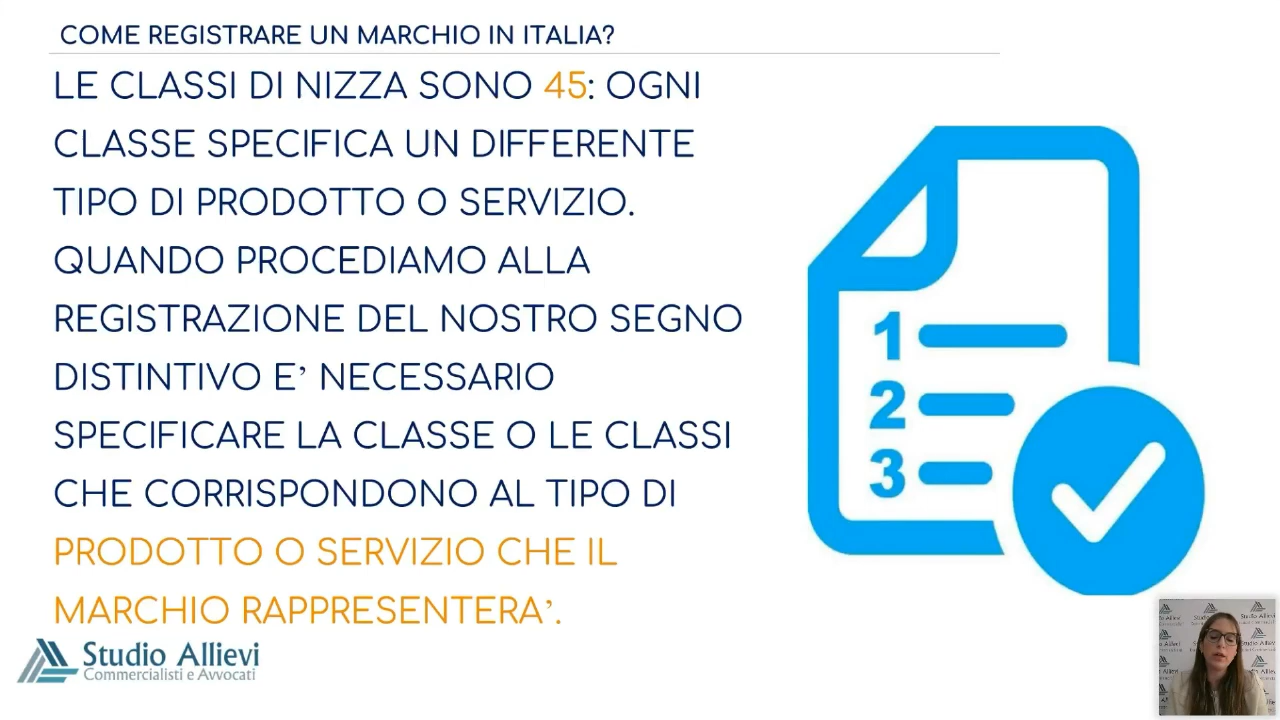 COME REGISTRARE UN MARCHIO IN ITALIA?
LE CLASSI DI NIZZA SONO 45: OGNI
CLASSE SPECIFICA UN DIFFERENTE
TIPO DI PRODOTTO O SERVIZIO.
QUANDO PROCEDIAMO ALLA
REGISTRAZIONE DEL NOSTRO SEGNO
DISTINTIVO E’ NECESSARIO
SPECIFICARE LA CLASSE O LE CLASSI
CHE CORRISPONDONO AL TIPO DI
PRODOTTO O SERVIZIO CHE IL
MARCHIO RAPPRESENTERA’.
1
2
3
Studio Allievi
Commercialisti e Avvocati